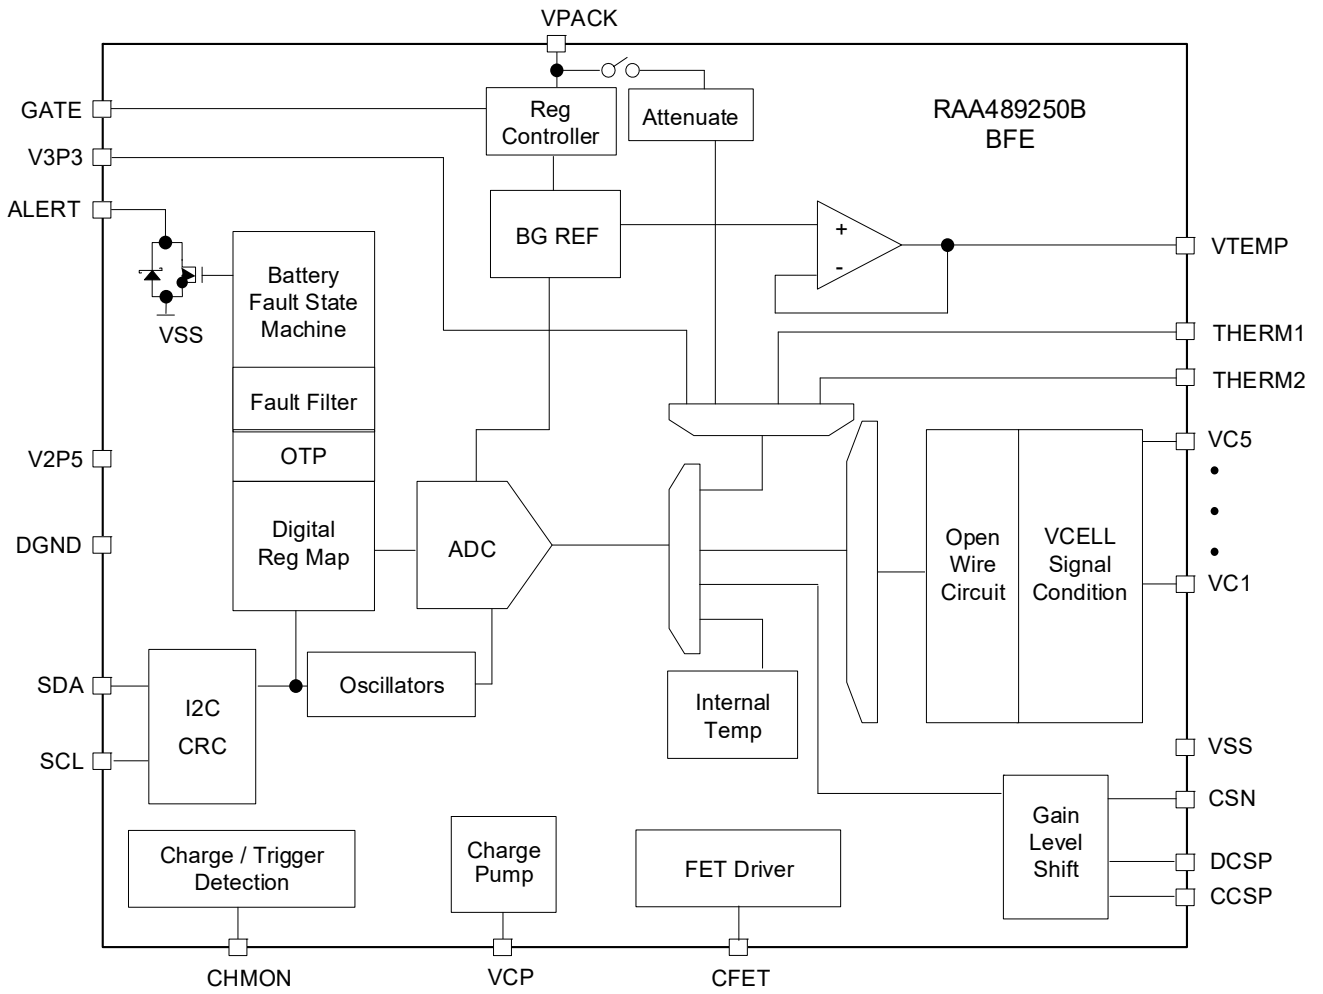 VPACK
GATE
Reg
Controller
Attenuate
RAA489250B
BFE
V3P3
ALERT
BG REF
+
-
VTEMP
Battery
Fault State
Machine
VSS
THERM1
THERM2
Fault Filter
VC5
V2P5
OTP
DGND
Digital
Reg Map
ADC
Open
Wire
Circuit
VCELL
Signal
Condition
VC1
SDA
I2C
CRC
Oscillators
Internal
Temp
SCL
VSS
CSN
Gain
Level
Shift
DCSP
CCSP
Charge / Trigger
Detection
Charge
Pump
FET Driver
CHMON
VCP
CFET